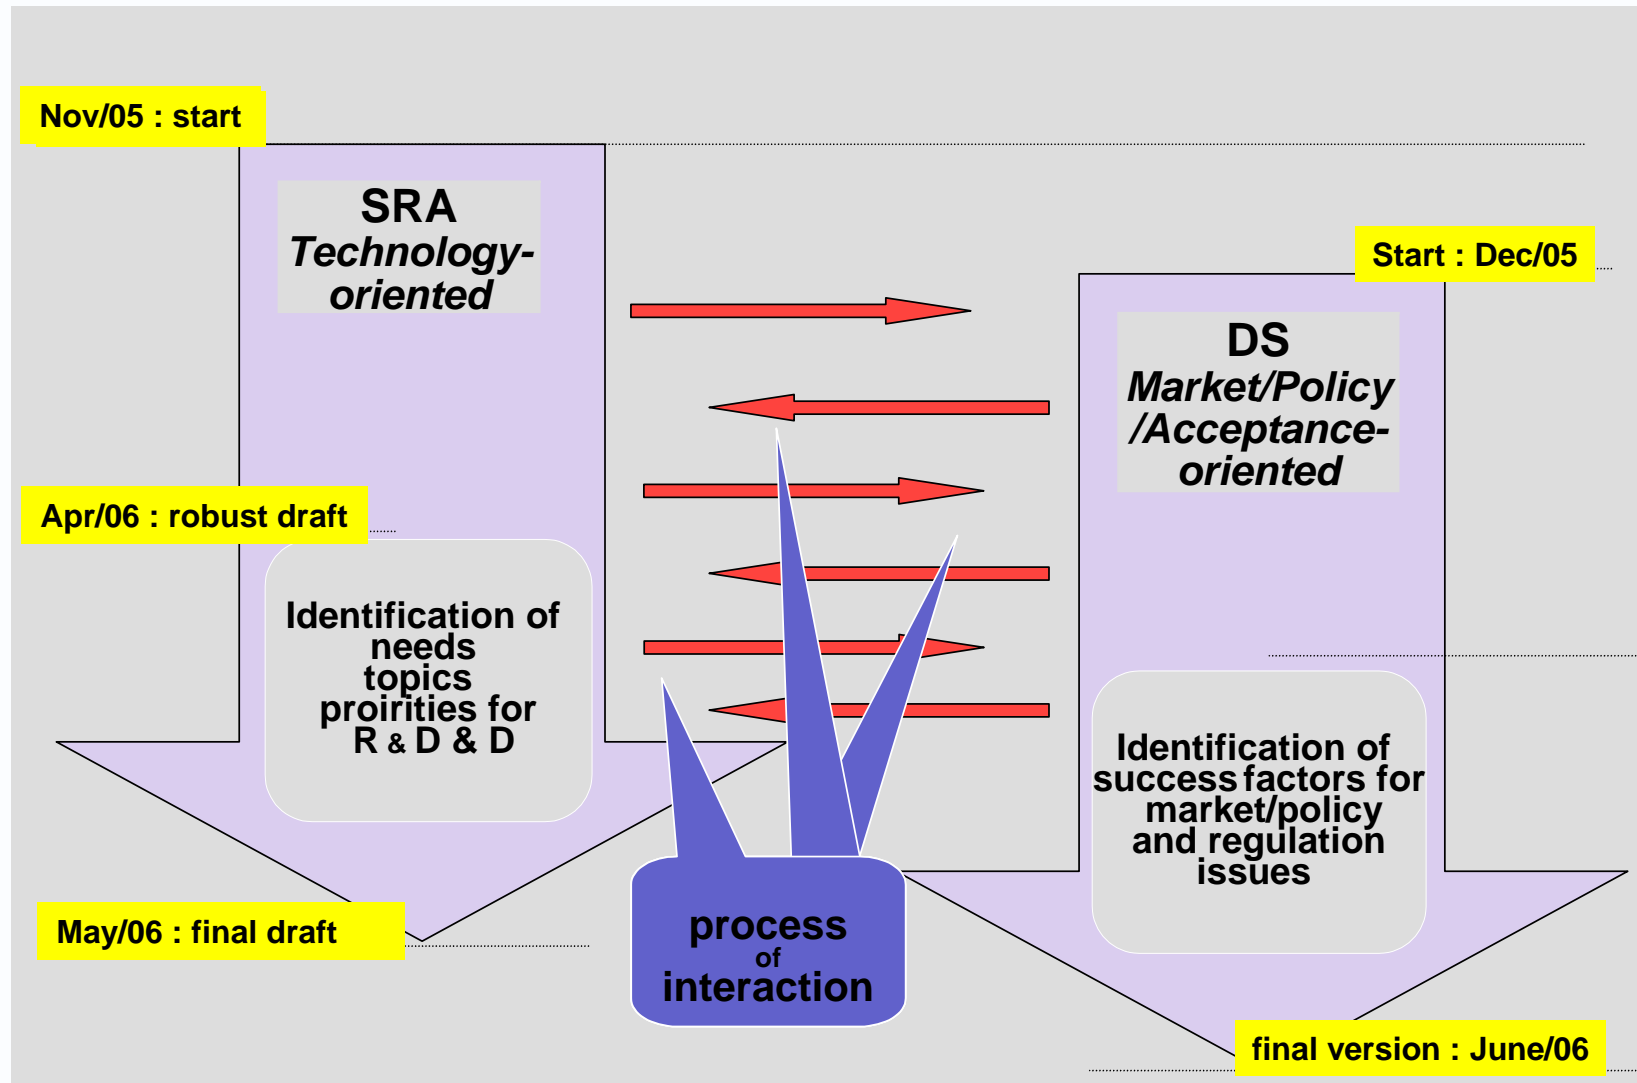 Nov/05 : start
SRA
Technology-
oriented
Start : Dec/05
DS
Market/Policy
/Acceptance-
oriented
Apr/06 : robust draft
Identification of
needs
topics
proirities for
R & D & D
Identification of
success factors for
market/policy
and regulation
issues
May/06 : final draft
process
of
interaction
final version : June/06